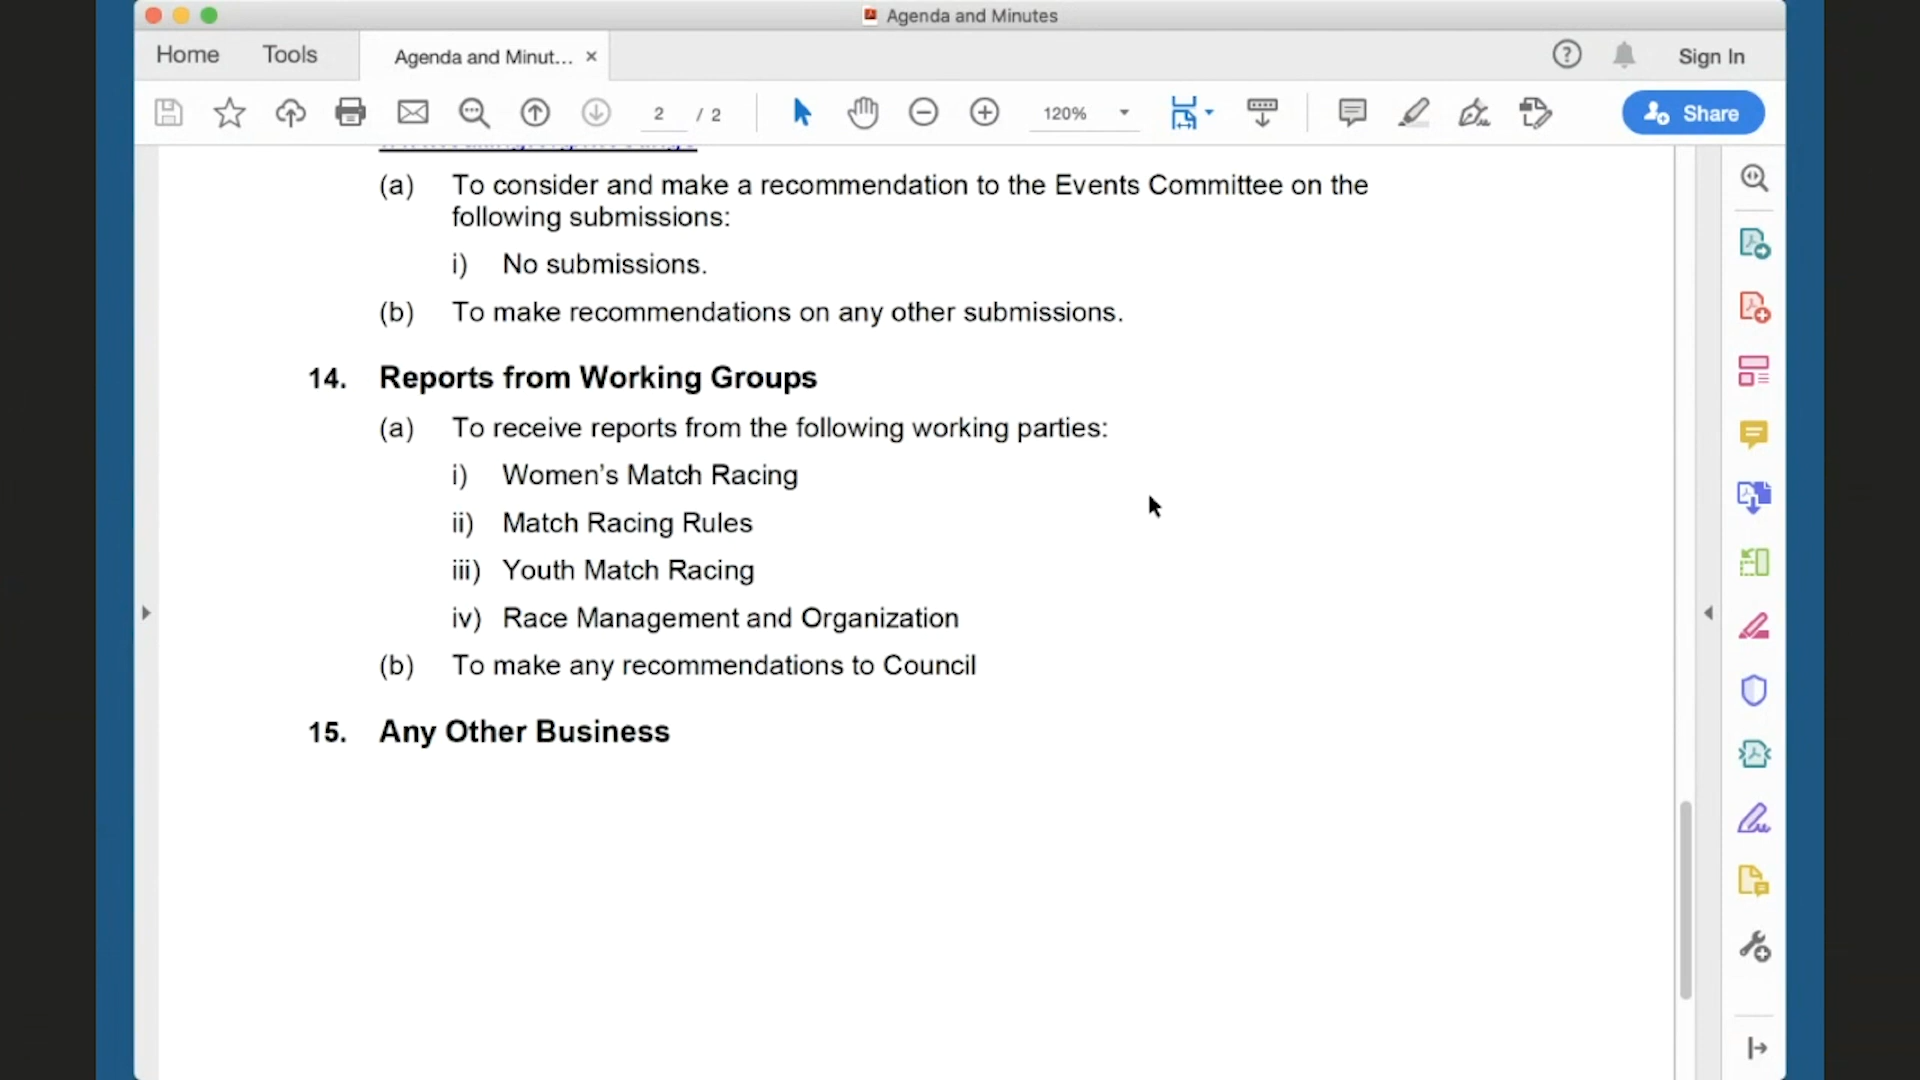 Agenda and Minutes
Home Tools Agenda and Minut... × Sign In
2 / 2 120% Share
(a) To consider and make a recommendation to the Events Committee on the
following submissions:
i) No submissions.
(b) To make recommendations on any other submissions.
14. Reports from Working Groups
(a) To receive reports from the following working parties:
i) Women’s Match Racing
ii) Match Racing Rules
iii) Youth Match Racing
iv) Race Management and Organization
(b) To make any recommendations to Council
15. Any Other Business